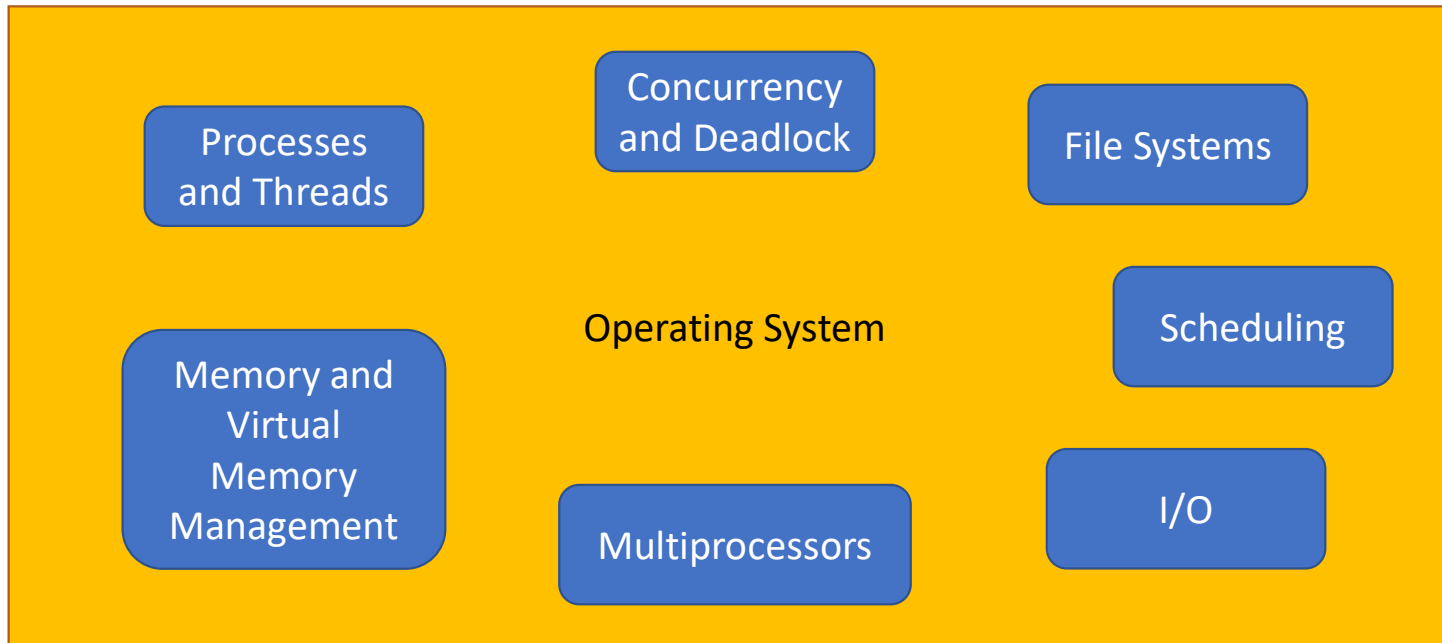 Concurrency
and Deadlock
Processes
and Threads
File Systems
Operating System
Scheduling
Memory and
Virtual
Memory
Management
I/O
Multiprocessors